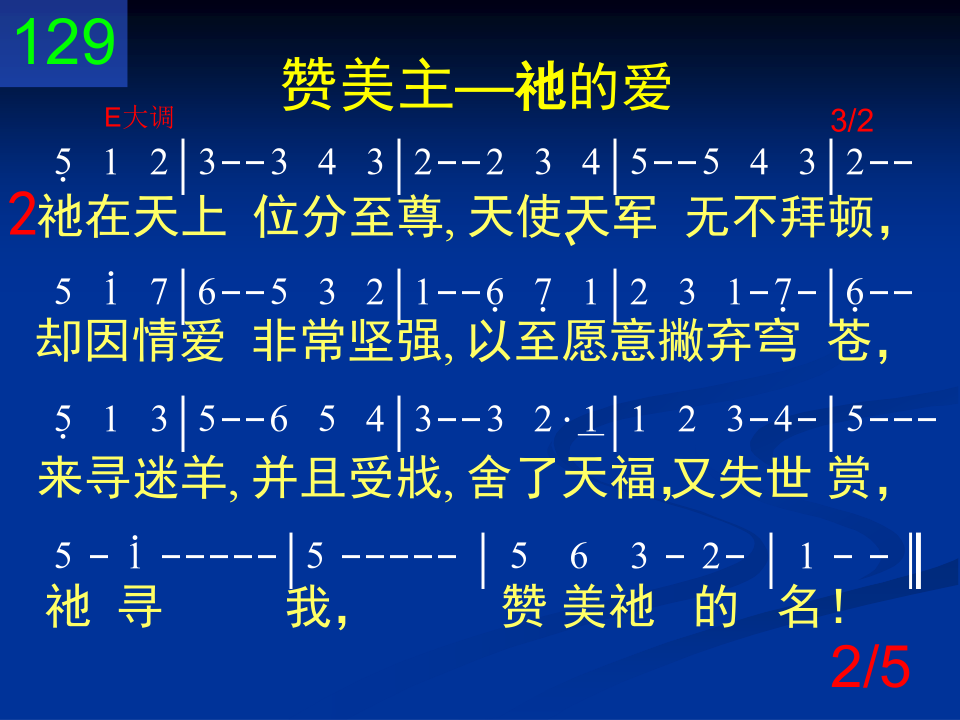 129
赞美主—祂的爱
E大调 3/2
5̣ 1 2|3--3 4 3|2--2 3 4|5--5 4 3|2--
2祂在天上 位分至尊, 天使、天军 无不拜顿,
5 1̇ 7|6--5 3 2|1--6̣ 7̣ 1|2 3 1-7̣-|6̣--
却因情爱 非常坚强, 以至愿意撇弃穹 苍,
5̣ 1 3|5--6 5 4|3--3 2·1̲|1 2 3-4-|5---
来寻迷羊, 并且受戕, 舍了天福,又失世 赏,
5 - 1̇ -----|5 -----| 5 6 3 - 2-| 1 - -‖
祂 寻 我, 赞 美祂 的 名!
2/5